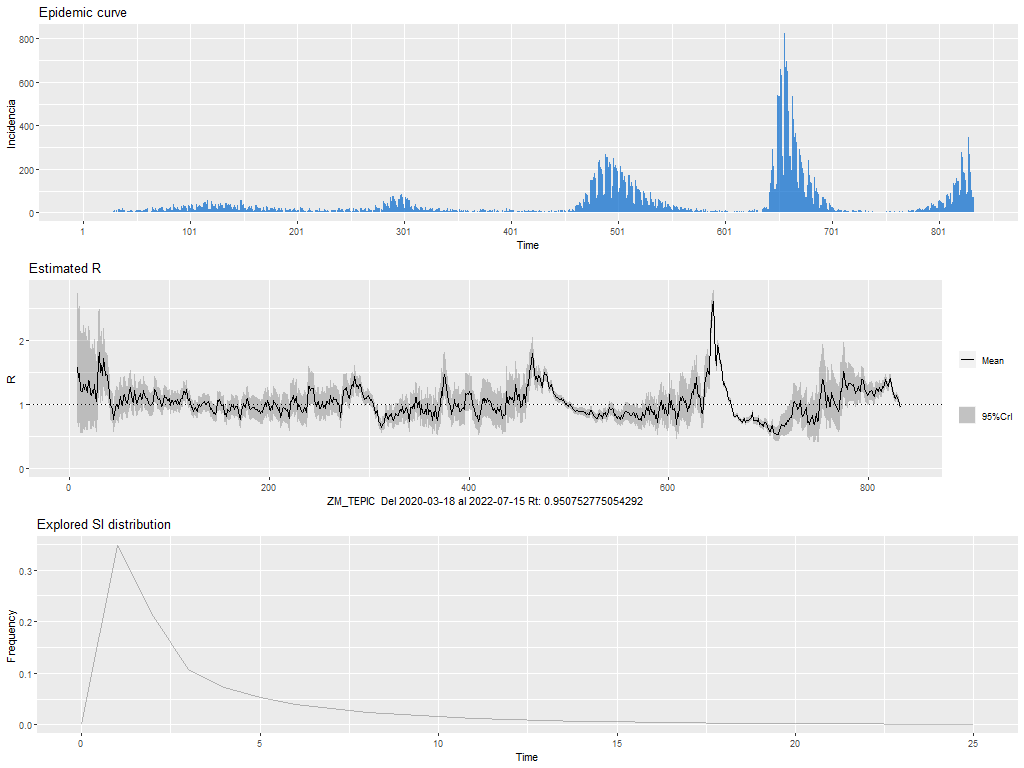 Epidemic curve
800
600
400
200
0
Incidencia
1
101
201
301
401
501
601
701
801
Time
Estimated R
2
1
0
R
0
200
400
600
800
Mean
95%CrI
ZM_TEPIC Del 2020-03-18 al 2022-07-15 Rt: 0.950752775054292
Explored SI distribution
0.3
0.2
0.1
0.0
Frequency
0
5
10
15
20
25
Time